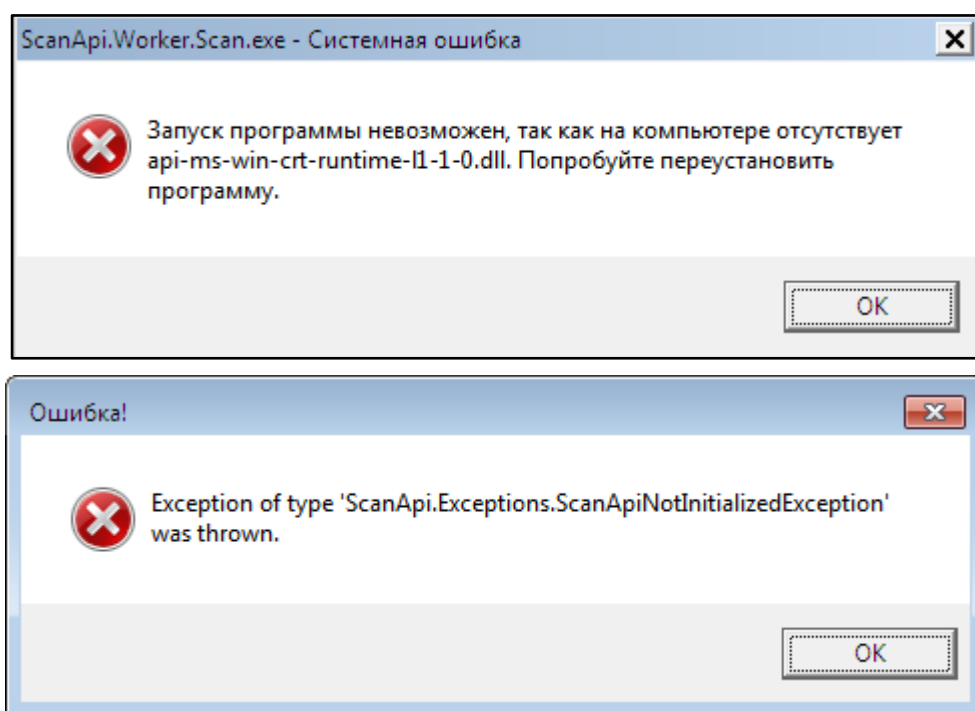 ScanApi.Worker.Scan.exe - Системная ошибка
Запуск программы невозможен, так как на компьютере отсутствует
api-ms-win-crt-runtime-l1-1-0.dll. Попробуйте переустановить
программу.
OK
Ошибка!
Exception of type 'ScanApi.Exceptions.ScanApiNotInitializedException'
was thrown.
OK